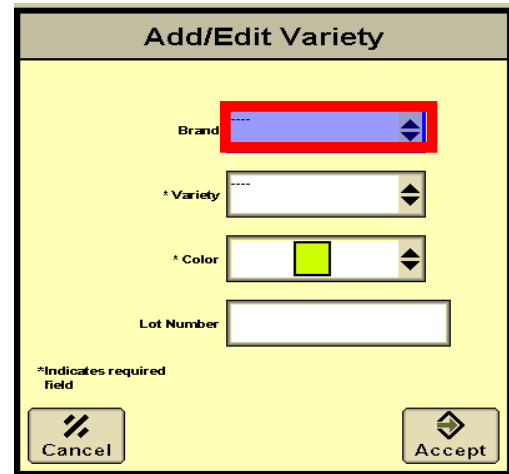 Add/Edit Variety
Brand ----
* Variety ----
* Color
Lot Number
*Indicates required
field
Cancel
Accept